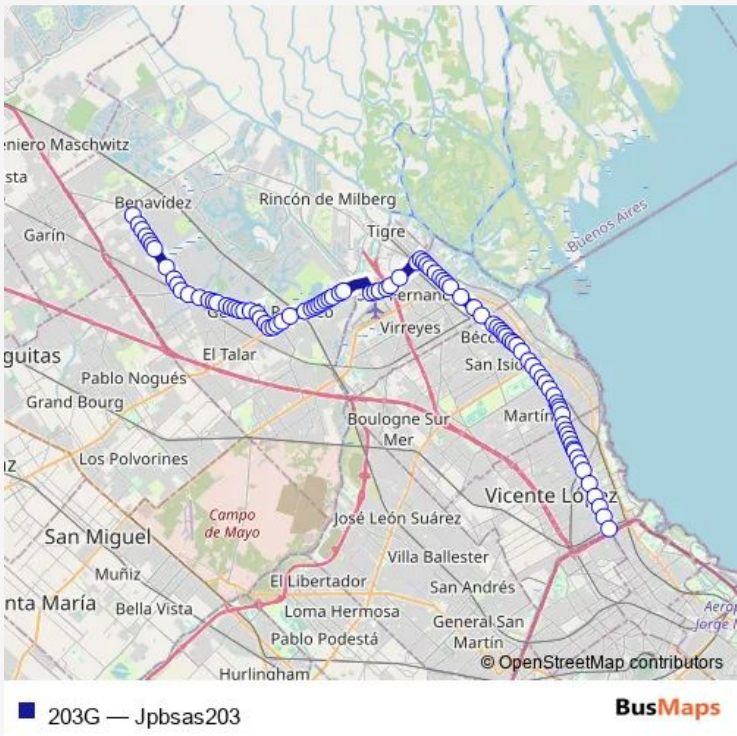 eniero Maschwitz
sta
Benavídez
Rincón de Milberg
Garín
Tigre
Buenos Aires
Virreyes
Bécc
El Talar
guitas
San Isid
Pablo Nogués
Grand Bourg
Martín
Boulogne Sur
Mer
Los Polvorines
Vicente López
Campo
de Mayo
José León Suárez
San Miguel
Villa Ballester
Muñiz
El Libertador
San Andrés
nta María
Bella Vista
Loma Hermosa
General San
Martín
Pablo Podestá
Aerop
Jorge N
Hurlingham
© OpenStreetMap contributors
203G — Jpbsas203
BusMaps